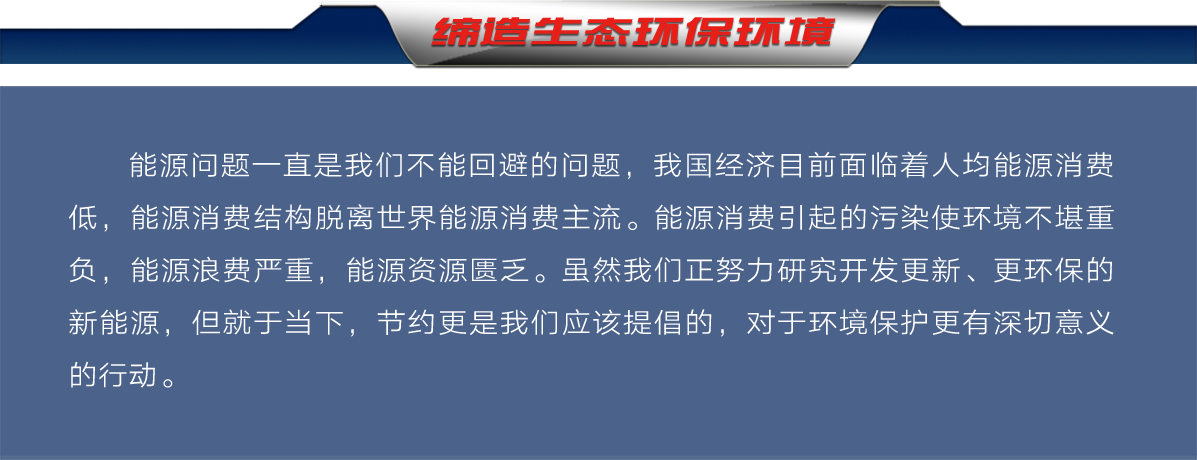 缔造生态环保环境
能源问题一直是我们不能回避的问题，我国经济目前面临着人均能源消费
低，能源消费结构脱离世界能源消费主流。能源消费引起的污染使环境不堪重
负，能源浪费严重，能源资源匮乏。虽然我们正努力研究开发更新、更环保的
新能源，但就于当下，节约更是我们应该提倡的，对于环境保护更有深切意义
的行动。